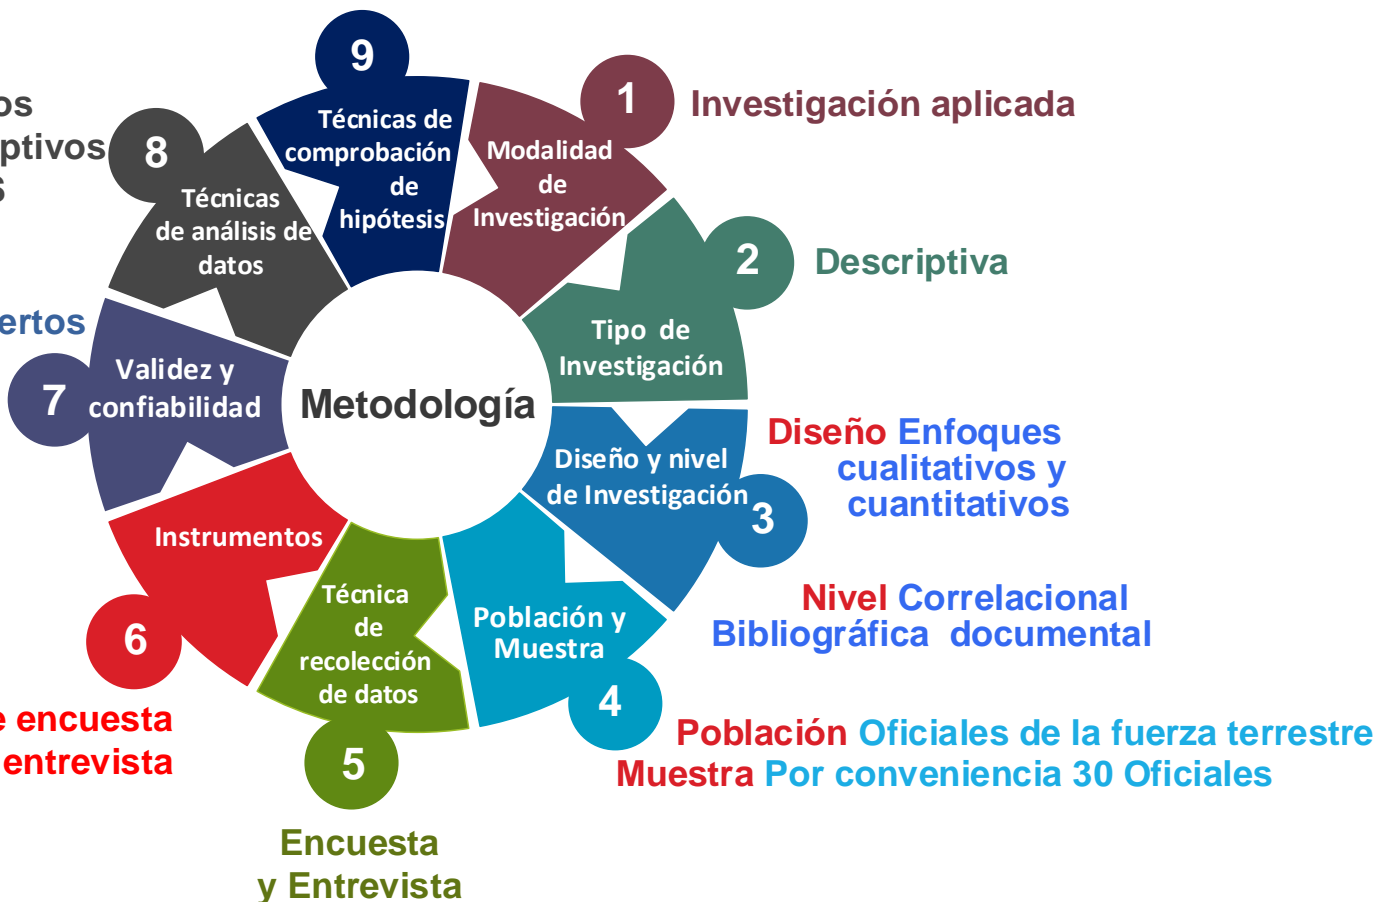 Metodología
1
Modalidad
de
Investigación
Investigación aplicada
2
Tipo de
Investigación
Descriptiva
3
Diseño y nivel
de Investigación
Diseño Enfoques
cualitativos y
cuantitativos
Nivel Correlacional
Bibliográfica documental
4
Población y
Muestra
Población Oficiales de la fuerza terrestre
Muestra Por conveniencia 30 Oficiales
5
Técnica
de
recolección
de datos
Encuesta
y Entrevista
6
Instrumentos
encuesta
entrevista
7
Validez y
confiabilidad
8
Técnicas
de análisis de
datos
9
Técnicas de
comprobación
de
hipótesis